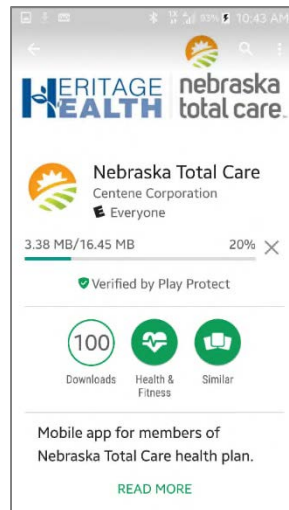 93% 10:43 AM
HERITAGE HEALTH
nebraska total care.
Nebraska Total Care
Centene Corporation
E Everyone
3.38 MB/16.45 MB 20%
Verified by Play Protect
100
Downloads
Health & Fitness
Similar
Mobile app for members of
Nebraska Total Care health plan.
READ MORE